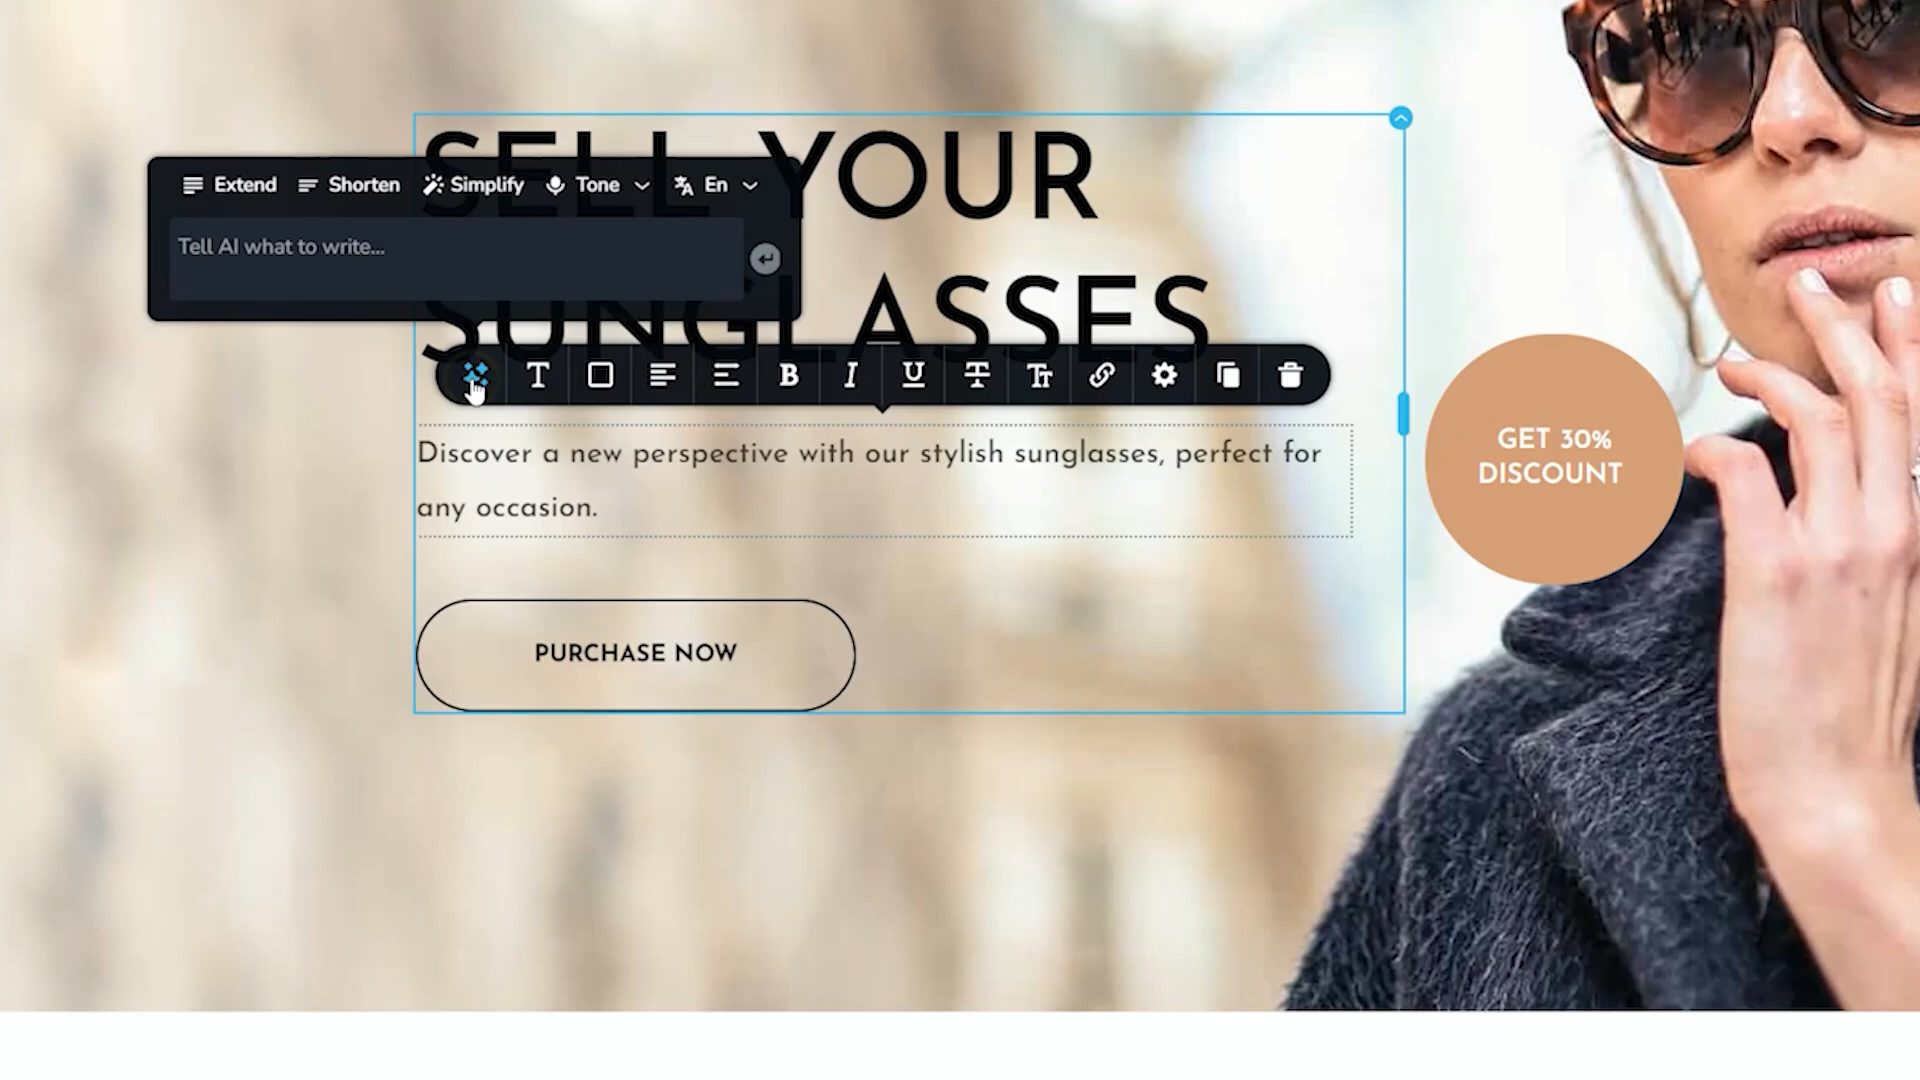 SELL YOUR
Extend Shorten Simplify Tone En
Tell AI what to write...
SUNGLASSES
T B I U T Tт
Discover a new perspective with our stylish sunglasses, perfect for
any occasion.
GET 30%
DISCOUNT
PURCHASE NOW